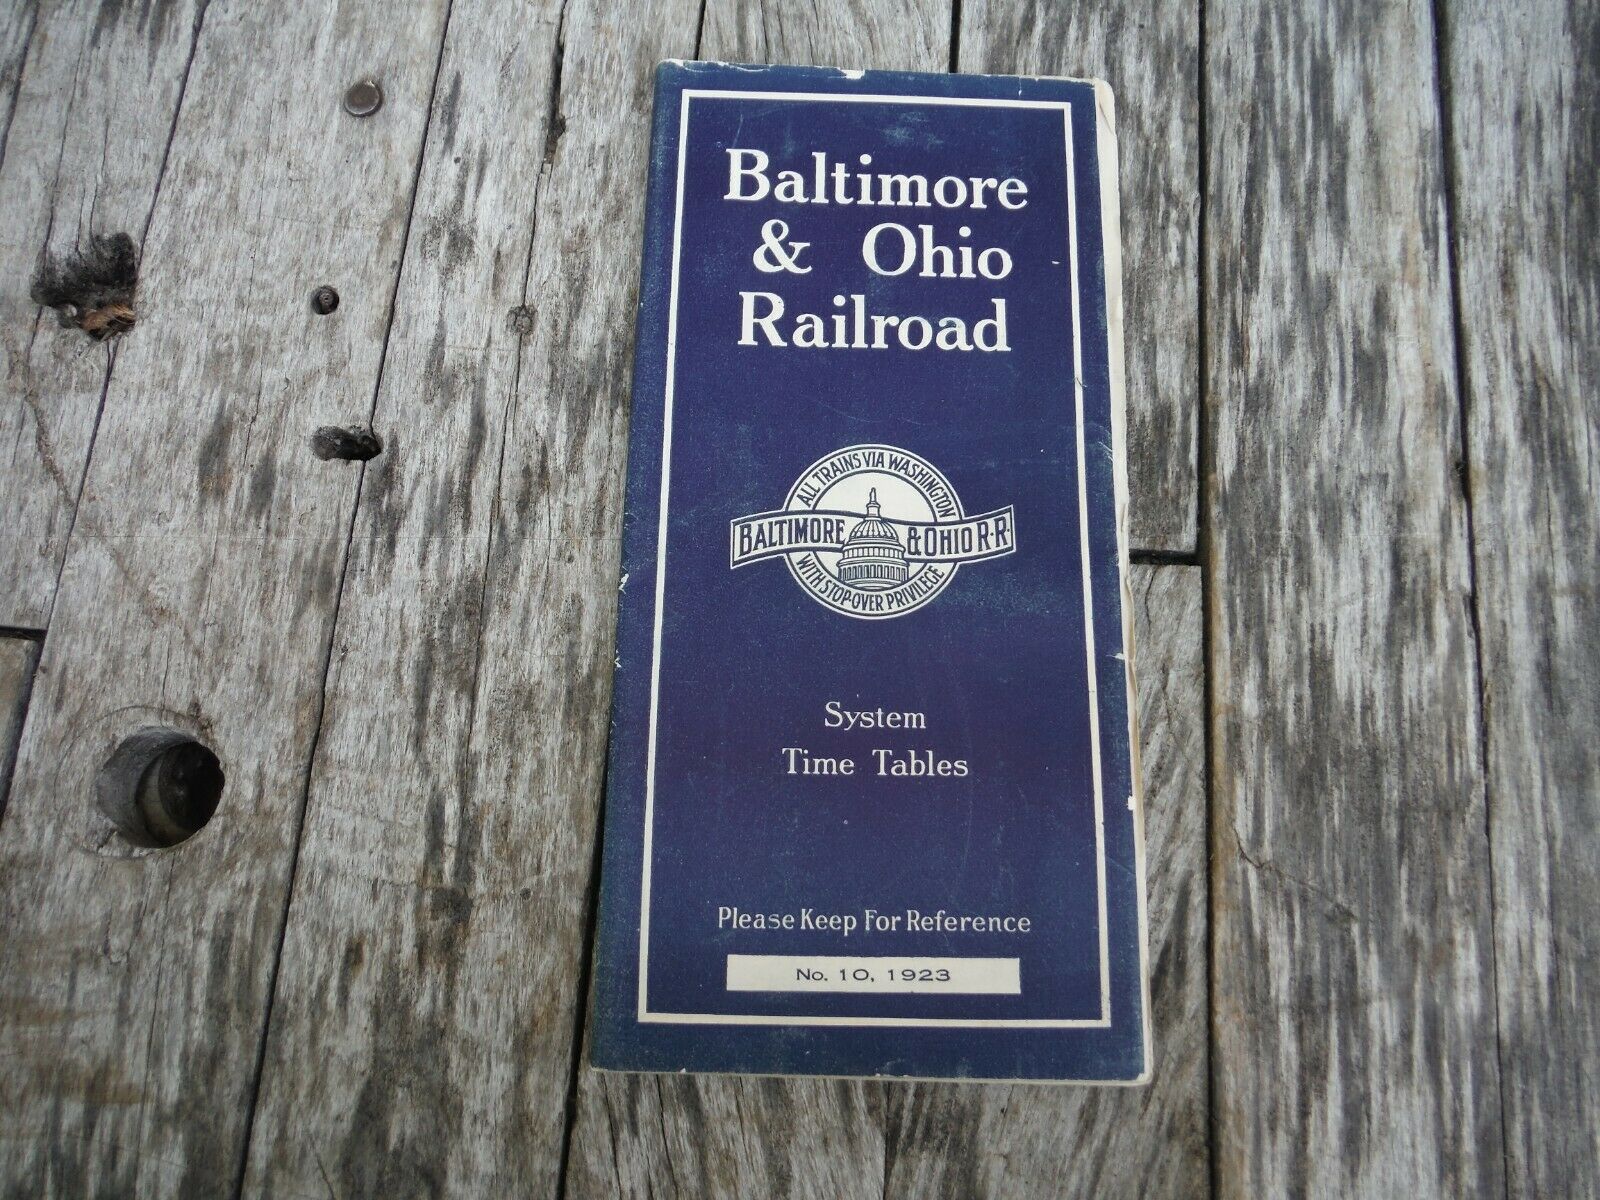 Baltimore
& Ohio
Railroad
ALL TRAINS VIA WASHINGTON
BALTIMORE & OHIO R.R.
WITH STOP-OVER PRIVILEGE
System
Time Tables
Please Keep For Reference
No. 10, 1923